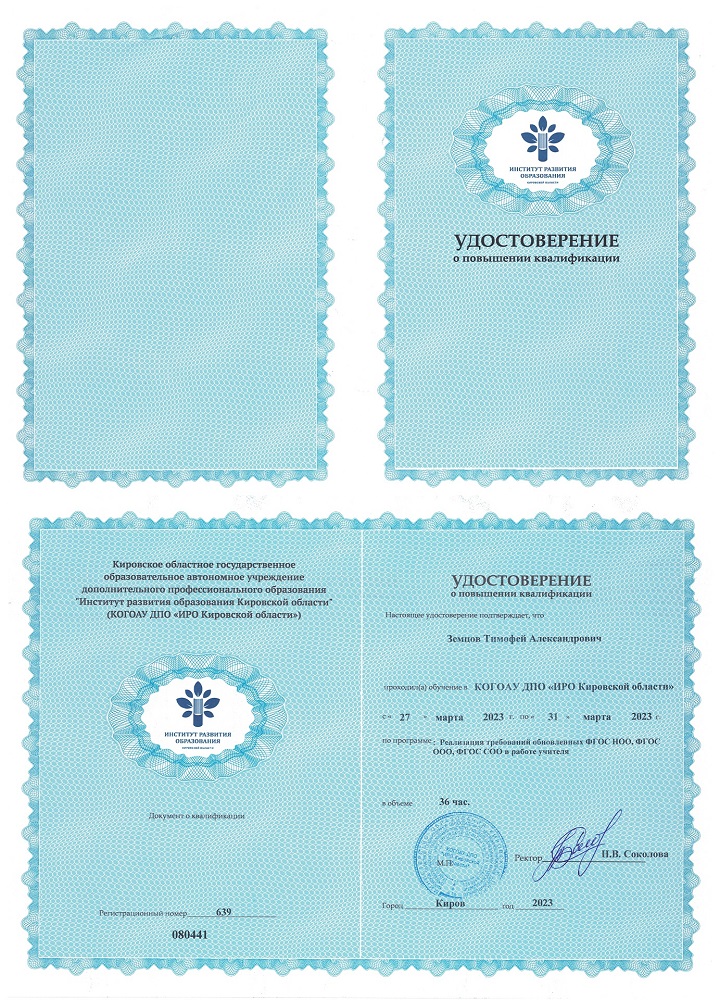 ИНСТИТУТ РАЗВИТИЯ
ОБРАЗОВАНИЯ
КИРОВСКОЙ ОБЛАСТИ
УДОСТОВЕРЕНИЕ
о повышении квалификации
Кировское областное государственное
образовательное автономное учреждение
дополнительного профессионального образования
"Институт развития образования Кировской области"
(КОГОАУ ДПО «ИРО Кировской области»)
ИНСТИТУТ РАЗВИТИЯ
ОБРАЗОВАНИЯ
КИРОВСКОЙ ОБЛАСТИ
Документ о квалификации
Регистрационный номер 639
080441
УДОСТОВЕРЕНИЕ
о повышении квалификации
Настоящее удостоверение подтверждает, что
Земцов Тимофей Александрович
проходил(а) обучение в КОГОАУ ДПО «ИРО Кировской области»
с « 27 » марта 2023 г. по « 31 » марта 2023 г.
по программе : Реализация требований обновленных ФГОС НОО, ФГОС
ООО, ФГОС СОО в работе учителя
в объеме 36 час.
М.П.
Ректор Н.В. Соколова
Город Киров год 2023